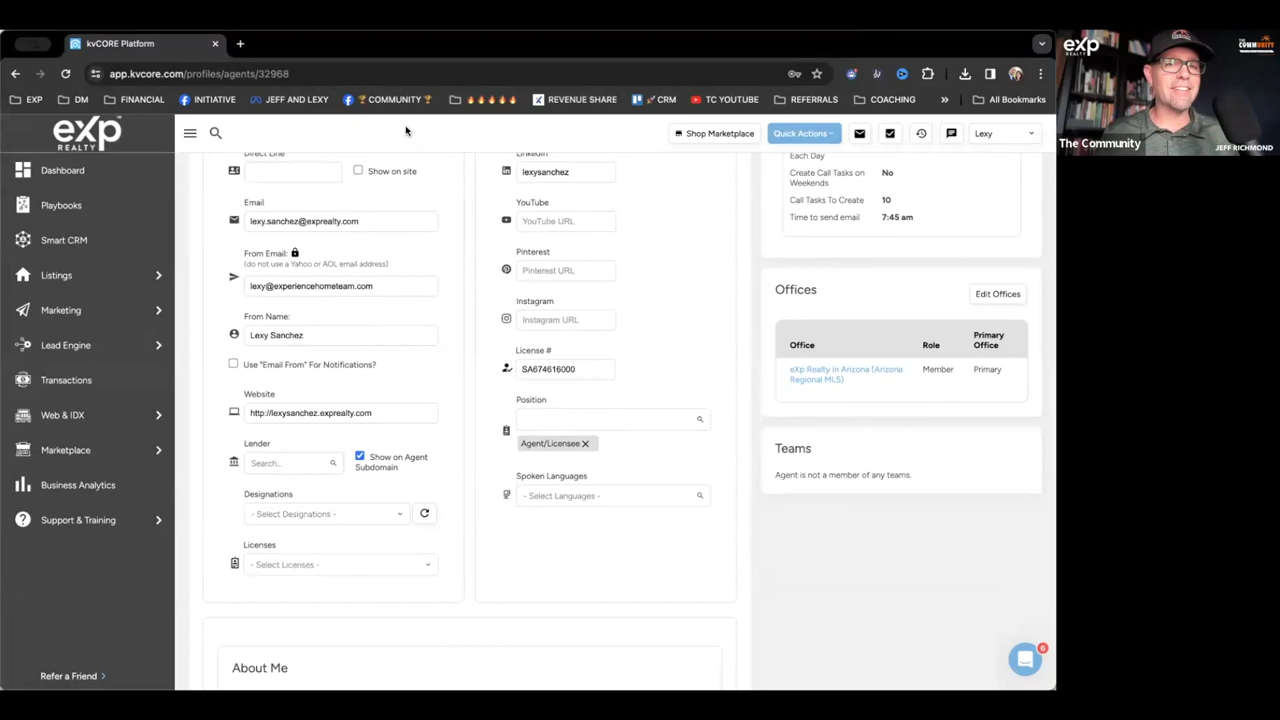 kvCORE Platform
app.kvcore.com/profiles/agents/32968
EXP
DM
FINANCIAL
INITIATIVE
JEFF AND LEXY
🏆 COMMUNITY 🏆
🔥🔥🔥🔥🔥
REVENUE SHARE
🚀 CRM
TC YOUTUBE
REFERRALS
COACHING
»
All Bookmarks
exp
REALTY
Shop Marketplace
Quick Actions
Lexy
Dashboard
Playbooks
Smart CRM
Listings
Marketing
Lead Engine
Transactions
Web & IDX
Marketplace
Business Analytics
Support & Training
Refer a Friend
Direct Line
Show on site
Email
lexy.sanchez@exprealty.com
From Email:
(do not use a Yahoo or AOL email address)
lexy@experiencehometeam.com
From Name:
Lexy Sanchez
Use "Email From" For Notifications?
Website
http://lexysanchez.exprealty.com
Lender
Search...
Show on Agent
Subdomain
Designations
- Select Designations -
Licenses
- Select Licenses -
LinkedIn
lexysanchez
YouTube
YouTube URL
Pinterest
Pinterest URL
Instagram
Instagram URL
License #
SA674616000
Position
Agent/Licensee
Spoken Languages
- Select Languages -
About Me
Each Day
Create Call Tasks on
Weekends
No
Call Tasks To Create
10
Time to send email
7:45 am
Offices
Edit Offices
Office
Role
Primary
Office
eXp Realty in Arizona (Arizona
Regional MLS)
Member
Primary
Teams
Agent is not a member of any teams.
6
exp
REALTY
THE
COMMUNITY
The Community
JEFF RICHMOND